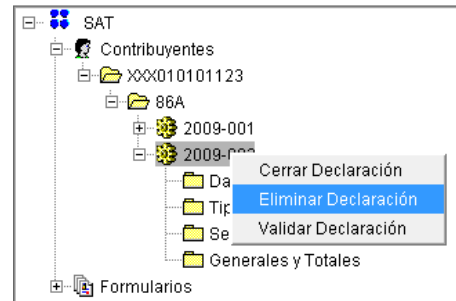 SAT
Contribuyentes
XXX010101123
86A
2009-001
Cerrar Declaración
Eliminar Declaración
Validar Declaración
Generales y Totales
Formularios